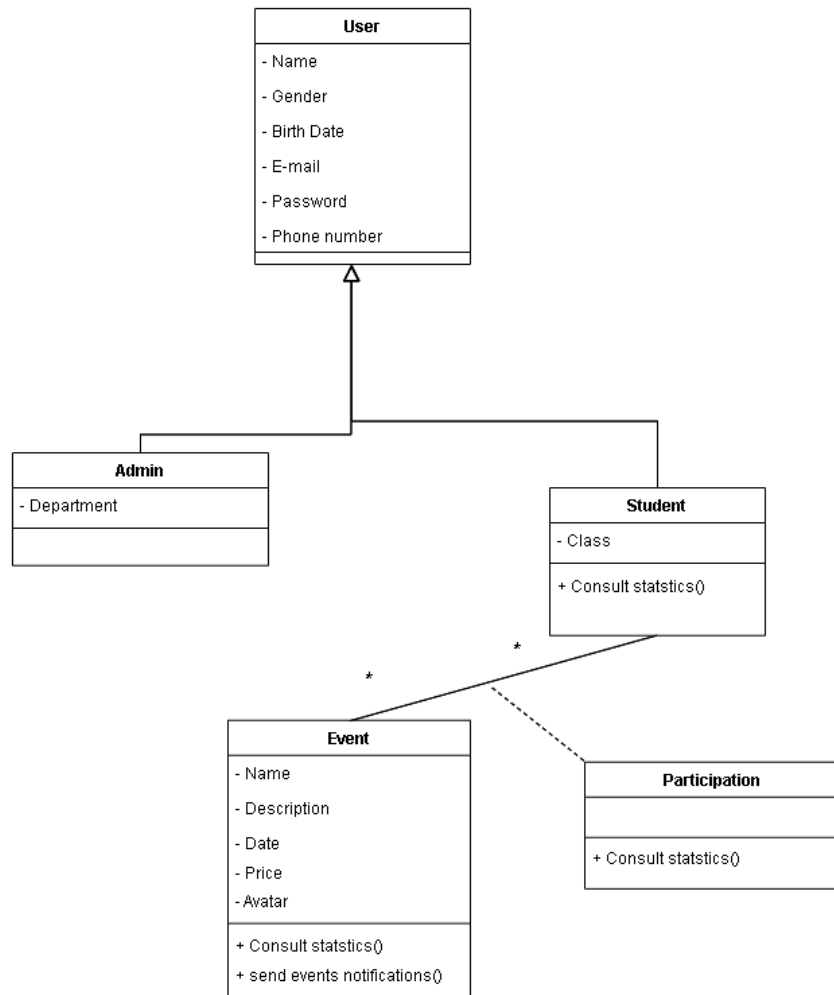 User
- Name
- Gender
- Birth Date
- E-mail
- Password
- Phone number
Admin
- Department
Student
- Class
+ Consult statstics()
*
*
Event
- Name
- Description
- Date
- Price
- Avatar
+ Consult statstics()
+ send events notifications()
Participation
+ Consult statstics()